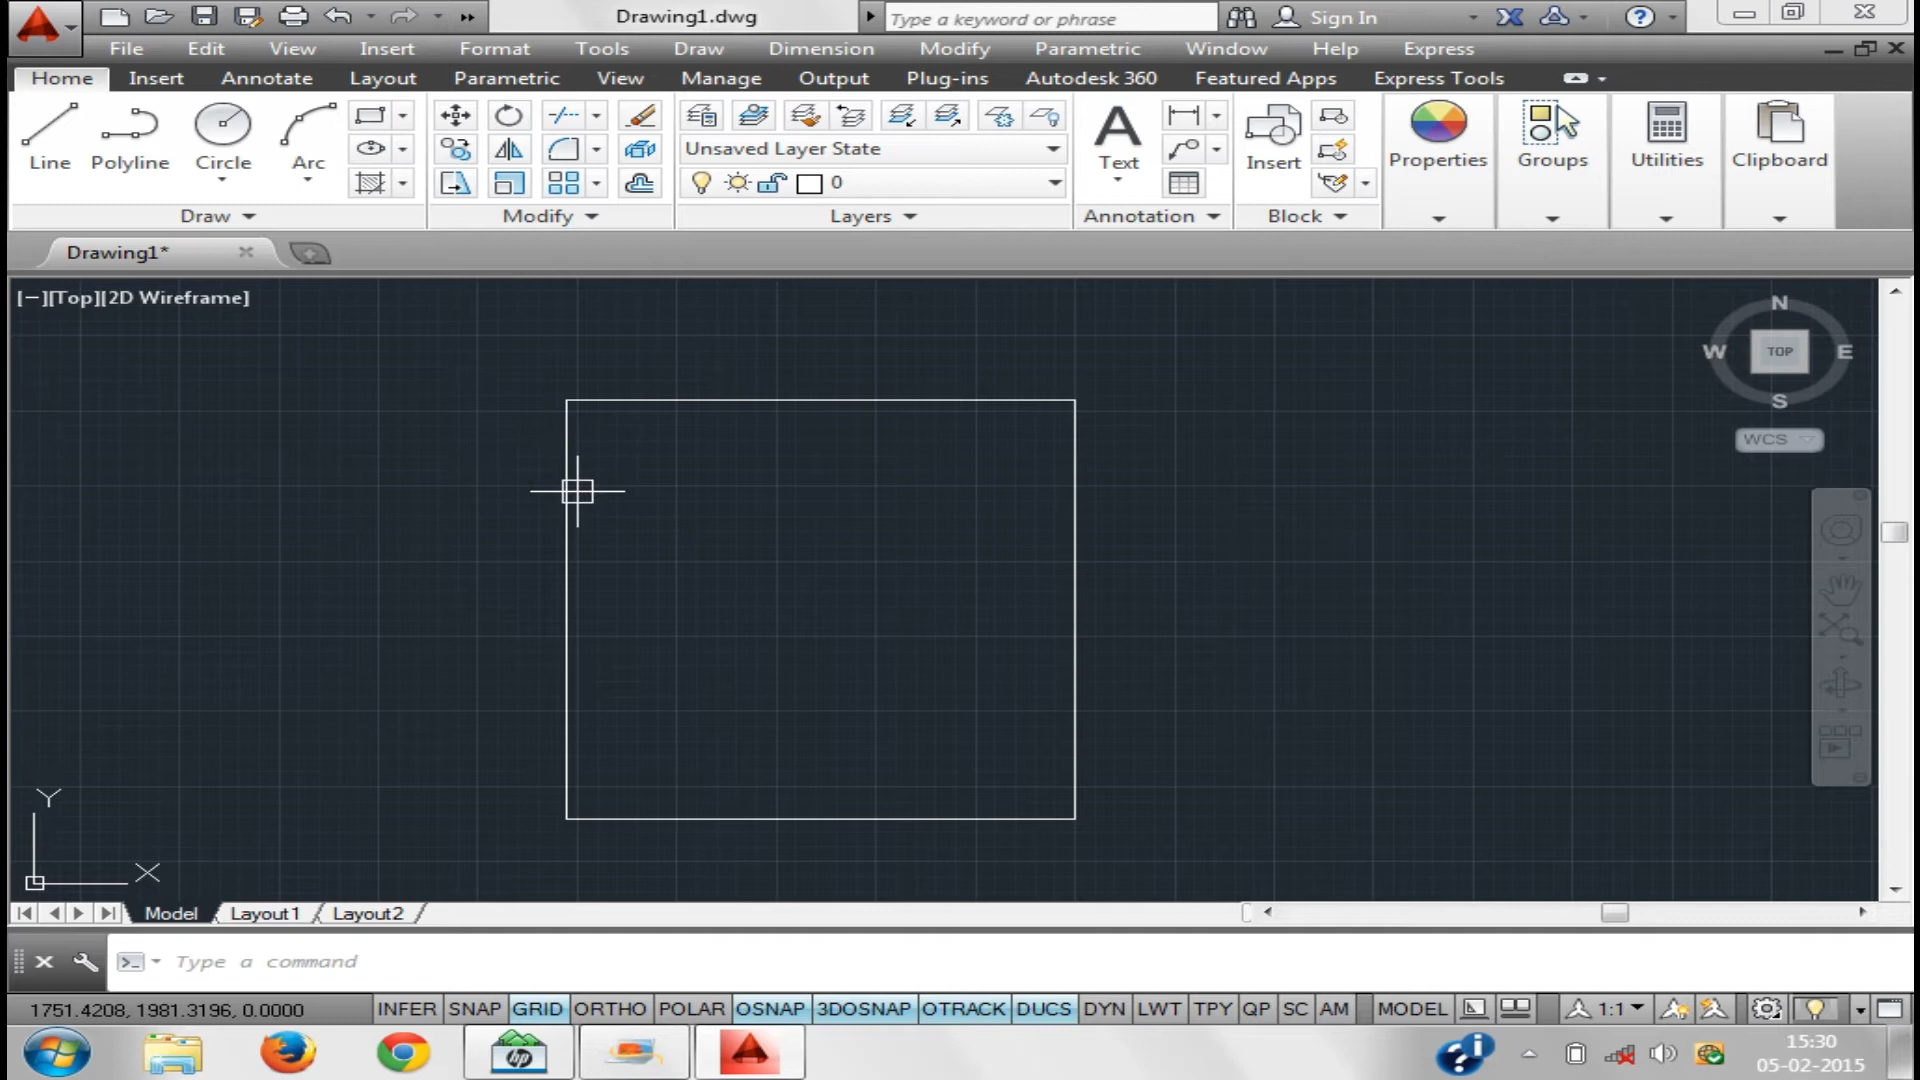 Drawing1.dwg
Type a keyword or phrase
Sign In
File Edit View Insert Format Tools Draw Dimension Modify Parametric Window Help Express
Home Insert Annotate Layout Parametric View Manage Output Plug-ins Autodesk 360 Featured Apps Express Tools
Line Polyline Circle Arc
Unsaved Layer State
0
A
Text
Insert
Properties
Groups
Utilities
Clipboard
Draw Modify Layers Annotation Block
Drawing1*
[−][Top][2D Wireframe]
N
W TOP E
S
WCS
Y
X
Model Layout1 Layout2
Type a command
1751.4208, 1981.3196, 0.0000 INFER SNAP GRID ORTHO POLAR OSNAP 3DOSNAP OTRACK DUCS DYN LWT TPY QP SC AM MODEL 1:1
hp
15:30
05-02-2015